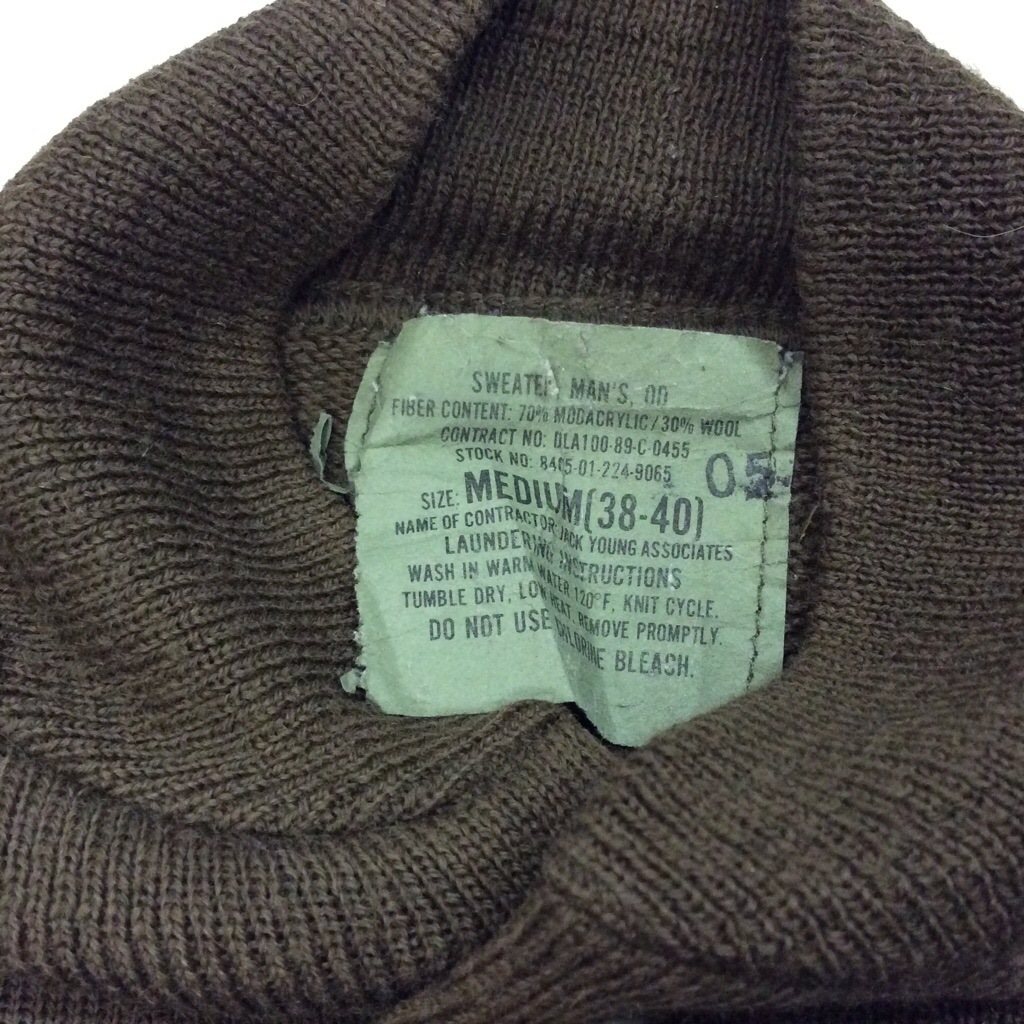 SWEATER, MAN'S, OD
FIBER CONTENT: 70% MODACRYLIC/30% WOOL
CONTRACT NO: DLA100-89-C-0455
STOCK NO: 8405-01-224-9065
05
SIZE: MEDIUM(38-40)
NAME OF CONTRACTOR: JACK YOUNG ASSOCIATES
LAUNDERING INSTRUCTIONS
WASH IN WARM WATER 120°F, KNIT CYCLE.
TUMBLE DRY, LOW HEAT, REMOVE PROMPTLY.
DO NOT USE CHLORINE BLEACH.